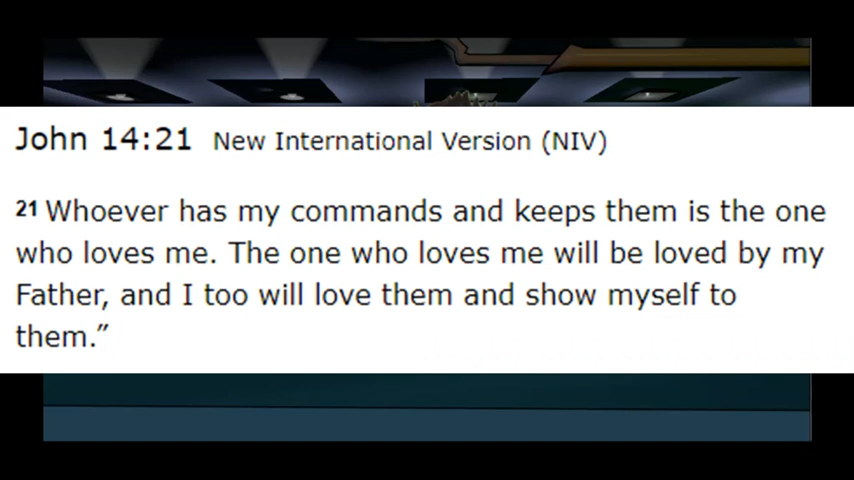 John 14:21 New International Version (NIV)
21 Whoever has my commands and keeps them is the one
who loves me. The one who loves me will be loved by my
Father, and I too will love them and show myself to
them.”